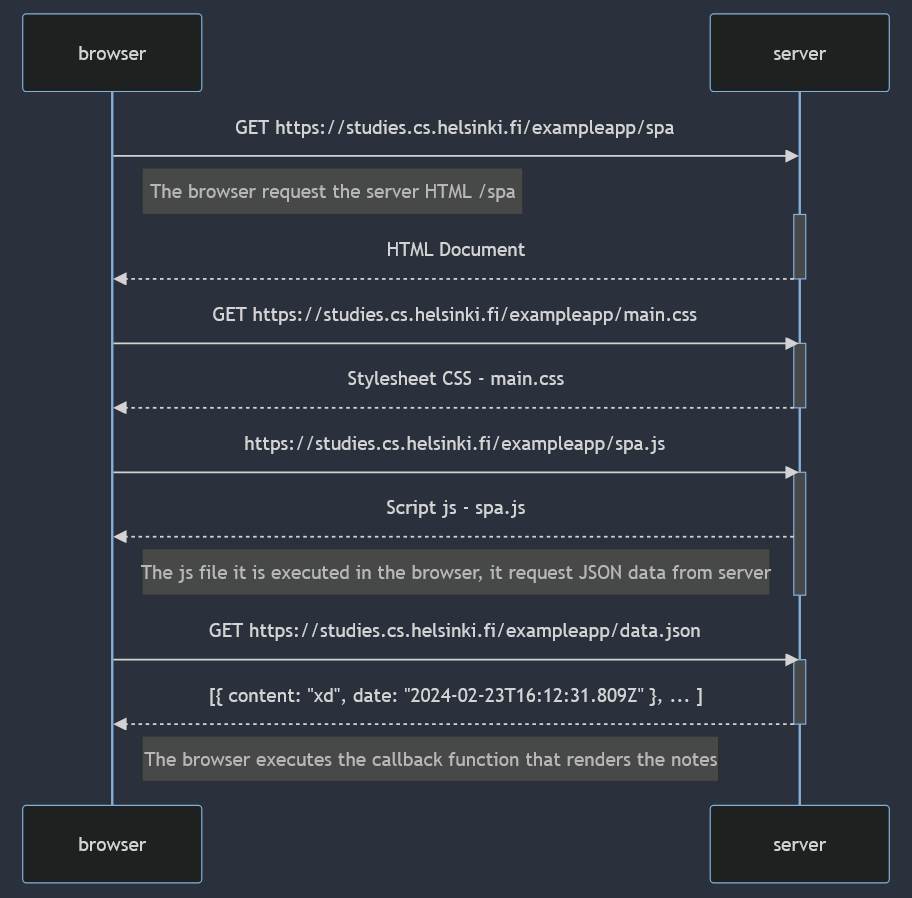 browser
server
GET https://studies.cs.helsinki.fi/exampleapp/spa
The browser request the server HTML /spa
HTML Document
GET https://studies.cs.helsinki.fi/exampleapp/main.css
Stylesheet CSS - main.css
https://studies.cs.helsinki.fi/exampleapp/spa.js
Script js - spa.js
The js file it is executed in the browser, it request JSON data from server
GET https://studies.cs.helsinki.fi/exampleapp/data.json
[{ content: "xd", date: "2024-02-23T16:12:31.809Z" }, ... ]
The browser executes the callback function that renders the notes
browser
server